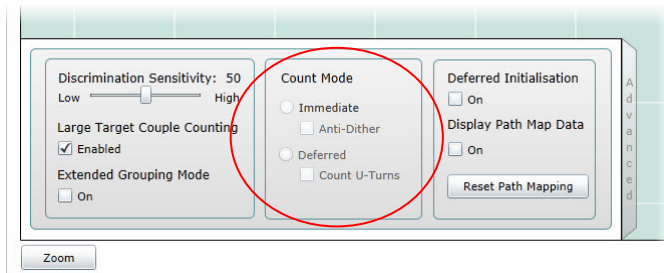 Discrimination Sensitivity: 50
Low High
Large Target Couple Counting
Enabled
Extended Grouping Mode
On
Count Mode
Immediate
Anti-Dither
Deferred
Count U-Turns
Deferred Initialisation
On
Display Path Map Data
On
Reset Path Mapping
Advanced
Zoom